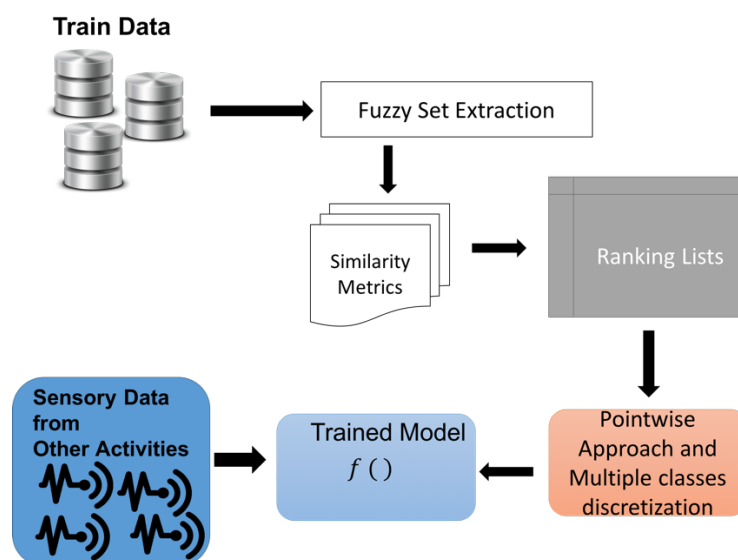 Train Data
Fuzzy Set Extraction
Similarity
Metrics
Ranking Lists
Sensory Data
from
Other Activities
Trained Model
f ( )
Pointwise
Approach and
Multiple classes
discretization